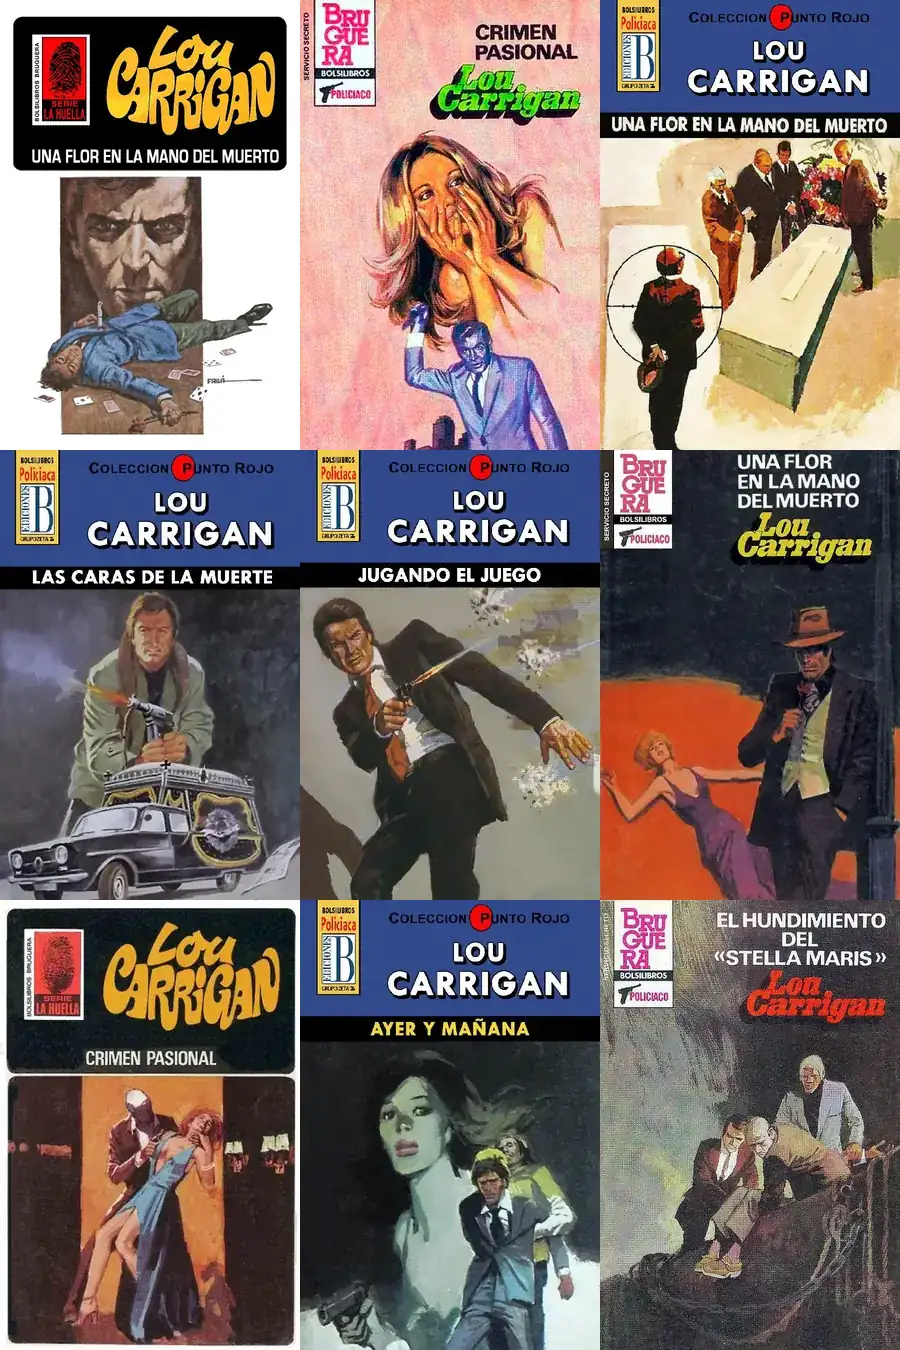 BOLSILIBROS BRUGUERA
SERIE
LA HUELLA
Lou
CARRIGAN
UNA FLOR EN LA MANO DEL MUERTO
FABÁ
SERVICIO SECRETO
BRU
GUE
RA
BOLSILIBROS
POLICIACO
CRIMEN
PASIONAL
Lou
Carrigan
BOLSILIBROS
Policiaca
EDICIONES
B
GRUPO ZETA
COLECCION PUNTO ROJO
LOU
CARRIGAN
UNA FLOR EN LA MANO DEL MUERTO
BOLSILIBROS
Policiaca
EDICIONES
B
GRUPO ZETA
COLECCION PUNTO ROJO
LOU
CARRIGAN
LAS CARAS DE LA MUERTE
BOLSILIBROS
Policiaca
EDICIONES
B
GRUPO ZETA
COLECCION PUNTO ROJO
LOU
CARRIGAN
JUGANDO EL JUEGO
SERVICIO SECRETO
BRU
GUE
RA
BOLSILIBROS
POLICIACO
UNA FLOR
EN LA MANO
DEL MUERTO
Lou
Carrigan
BOLSILIBROS BRUGUERA
SERIE
LA HUELLA
Lou
CARRIGAN
CRIMEN PASIONAL
BOLSILIBROS
Policiaca
EDICIONES
B
GRUPO ZETA
COLECCION PUNTO ROJO
LOU
CARRIGAN
AYER Y MAÑANA
SERVICIO SECRETO
BRU
GUE
RA
BOLSILIBROS
POLICIACO
EL HUNDIMIENTO
DEL
«STELLA MARIS»
Lou
Carrigan